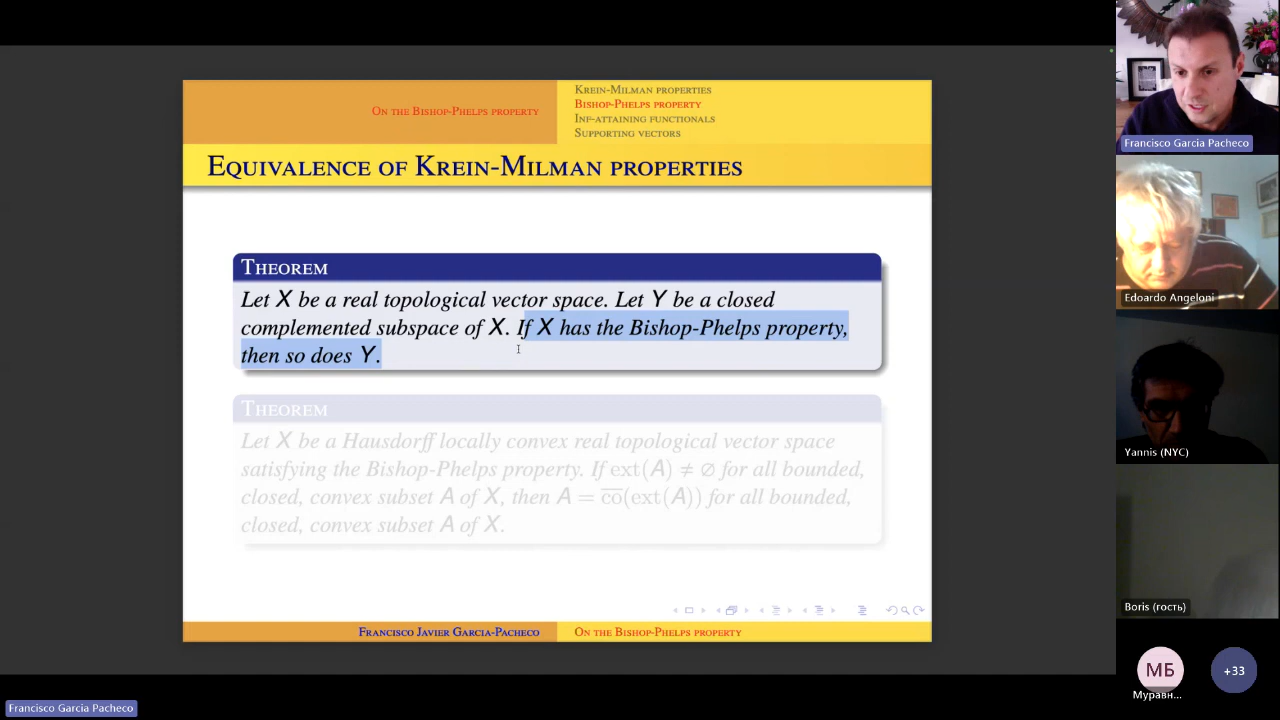 ON THE BISHOP-PHELPS PROPERTY
KREIN-MILMAN PROPERTIES
BISHOP-PHELPS PROPERTY
INF-ATTAINING FUNCTIONALS
SUPPORTING VECTORS
EQUIVALENCE OF KREIN-MILMAN PROPERTIES
THEOREM
Let X be a real topological vector space. Let Y be a closed
complemented subspace of X. If X has the Bishop-Phelps property,
then so does Y.
THEOREM
Let X be a Hausdorff locally convex real topological vector space
satisfying the Bishop-Phelps property. If ext(A) ≠ ∅ for all bounded,
closed, convex subset A of X, then A = c̅o̅(ext(A)) for all bounded,
closed, convex subset A of X.
FRANCISCO JAVIER GARCIA-PACHECO
ON THE BISHOP-PHELPS PROPERTY
Francisco Garcia Pacheco
Edoardo Angeloni
Yannis (NYC)
Boris (гость)
МБ
Муравн...
+33
Francisco Garcia Pacheco